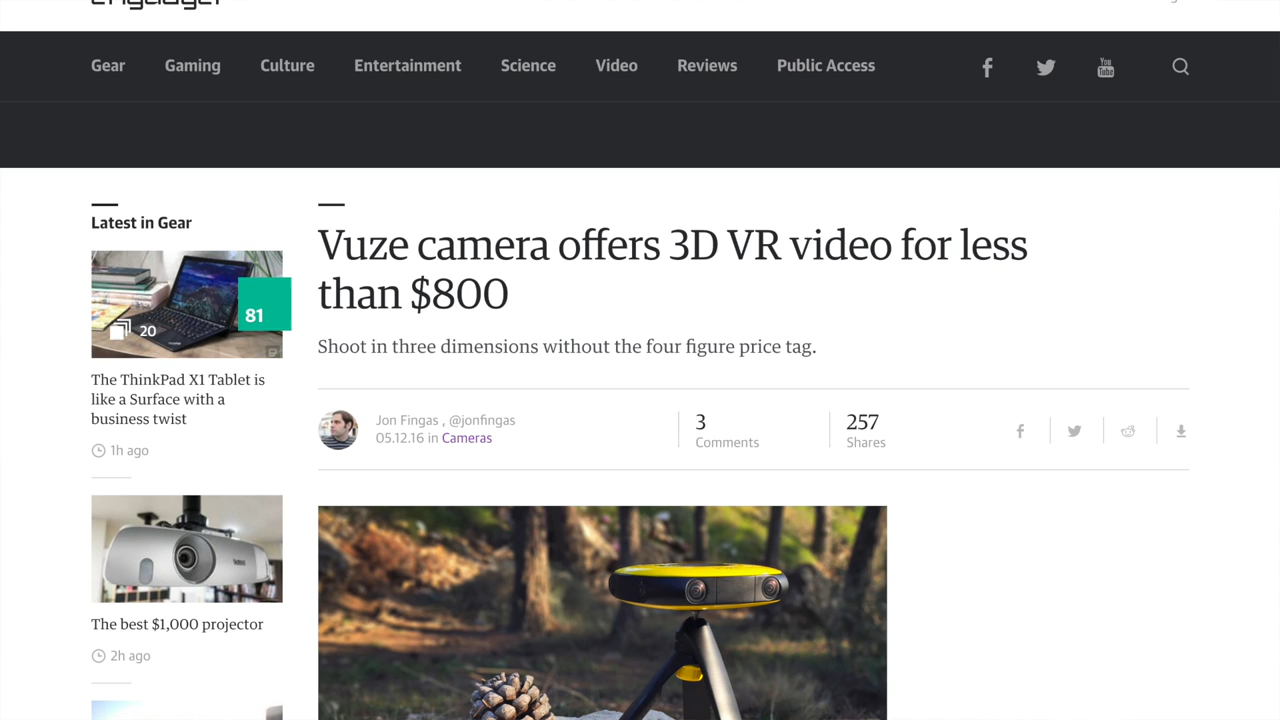 engadget
Gear Gaming Culture Entertainment Science Video Reviews Public Access
You
Tube
Latest in Gear
81
20
The ThinkPad X1 Tablet is
like a Surface with a
business twist
1h ago
The best $1,000 projector
2h ago
Vuze camera offers 3D VR video for less
than $800
Shoot in three dimensions without the four figure price tag.
Jon Fingas , @jonfingas
05.12.16 in Cameras
3
Comments
257
Shares